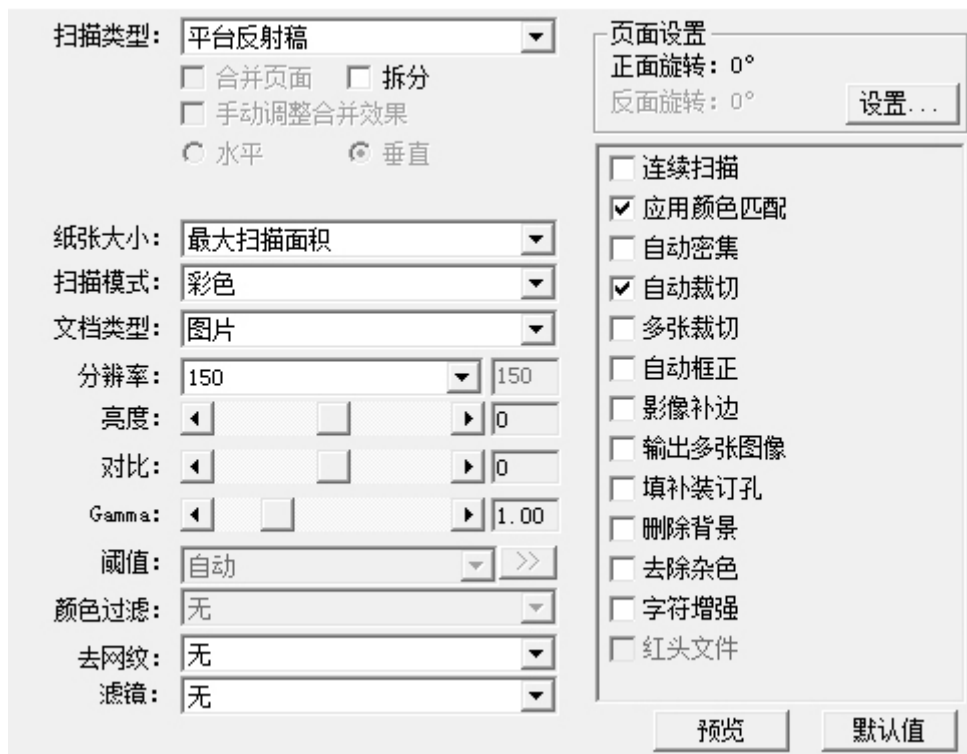 扫描类型: 平台反射稿
合并页面 拆分
手动调整合并效果
水平 垂直
纸张大小: 最大扫描面积
扫描模式: 彩色
文档类型: 图片
分辨率: 150 150
亮度: 0
对比: 0
Gamma: 1.00
阈值: 自动 >>
颜色过滤: 无
去网纹: 无
滤镜: 无
页面设置
正面旋转: 0°
反面旋转: 0°
设置...
连续扫描
应用颜色匹配
自动密集
自动裁切
多张裁切
自动框正
影像补边
输出多张图像
填补装订孔
删除背景
去除杂色
字符增强
红头文件
预览 默认值